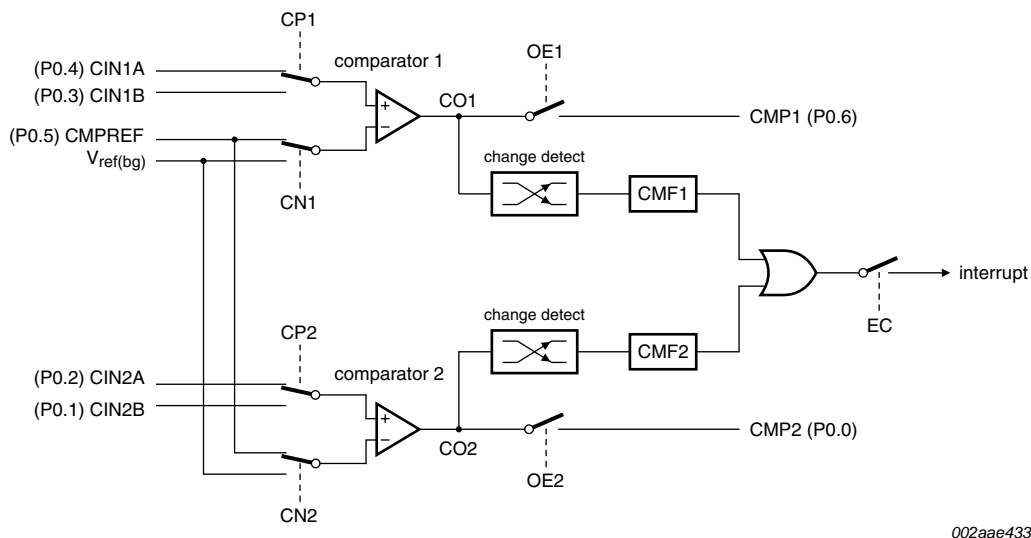 CP1
comparator 1
OE1
(P0.4) CIN1A
(P0.3) CIN1B
CO1
+
−
CMP1 (P0.6)
(P0.5) CMPREF
Vref(bg)
change detect
CN1
CMF1
interrupt
EC
change detect
CP2
CMF2
comparator 2
(P0.2) CIN2A
(P0.1) CIN2B
+
−
CO2
CMP2 (P0.0)
OE2
CN2
002aae433